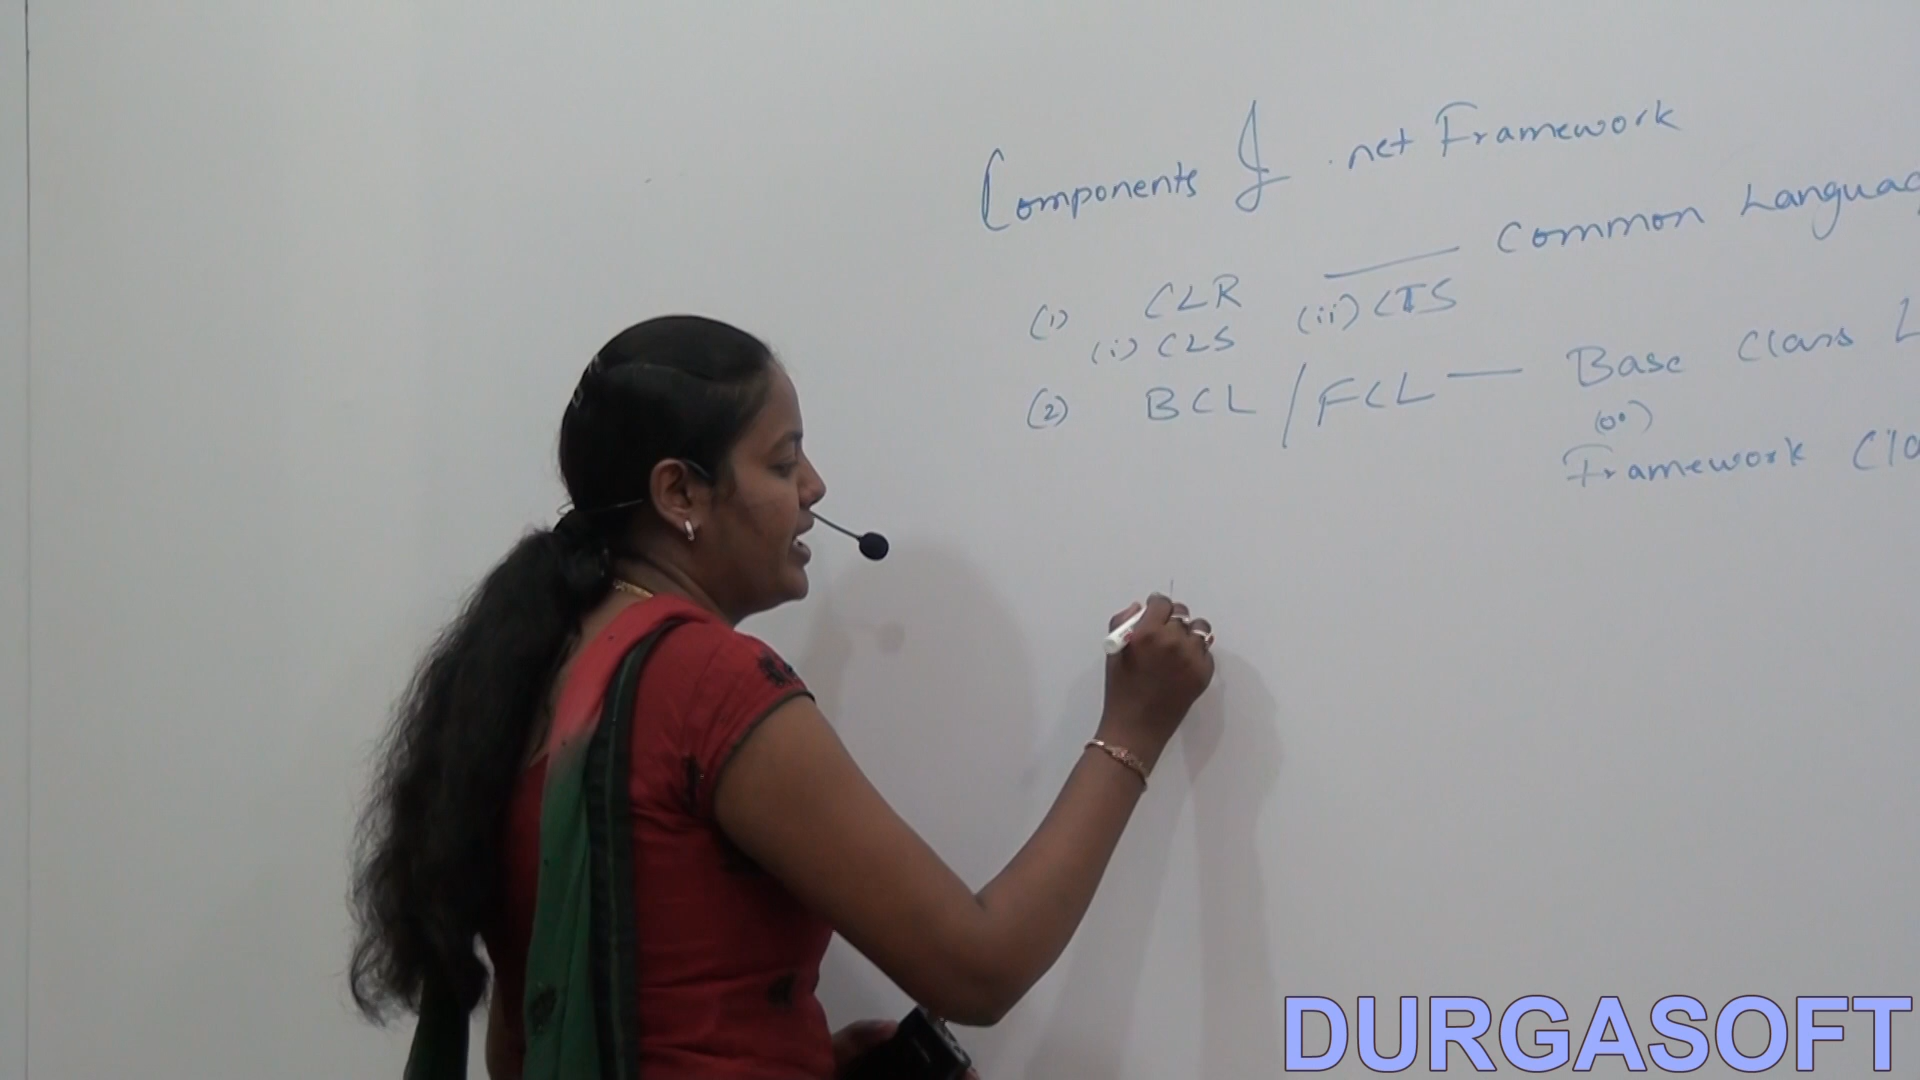 Components of .net Framework
(1) CLR — Common Languag
(i) CLS (ii) CTS
(2) BCL / FCL — Base Class L
(or)
Framework Cla
DURGASOFT